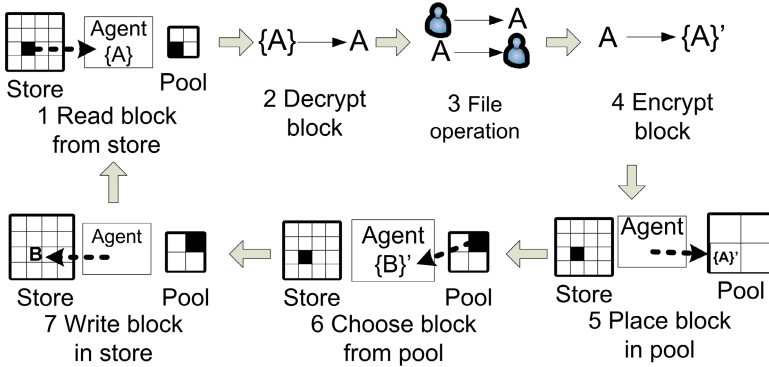 Agent
{A}
Store
Pool
1 Read block
from store
{A} A
2 Decrypt
block
A
A
3 File
operation
A {A}’
4 Encrypt
block
Agent
{A}’
Store
Pool
5 Place block
in pool
Agent
{B}’
Store
Pool
6 Choose block
from pool
B
Agent
Store
Pool
7 Write block
in store